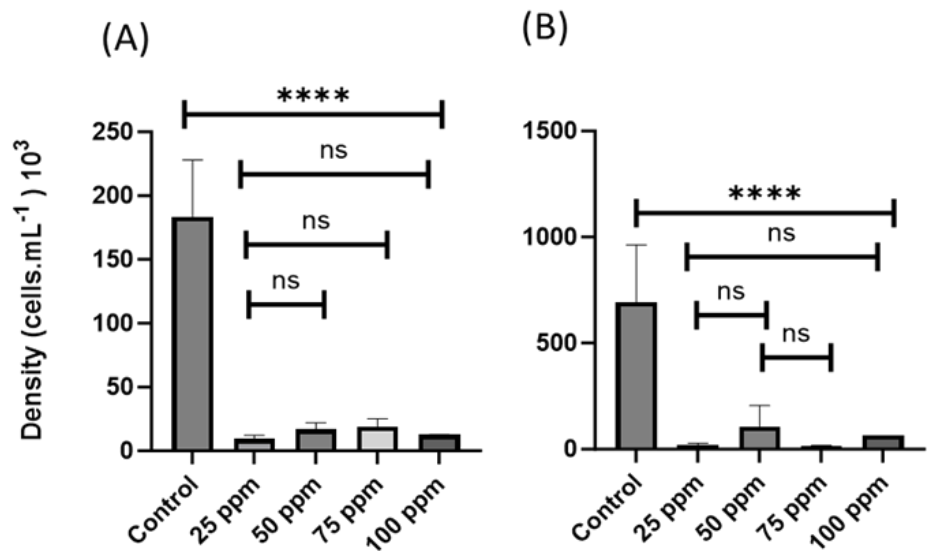 (A)
Density (cells.mL⁻¹ ) 10³
****
ns
ns
ns
250
200
150
100
50
0
Control
25 ppm
50 ppm
75 ppm
100 ppm
(B)
****
ns
ns
ns
1500
1000
500
0
Control
25 ppm
50 ppm
75 ppm
100 ppm